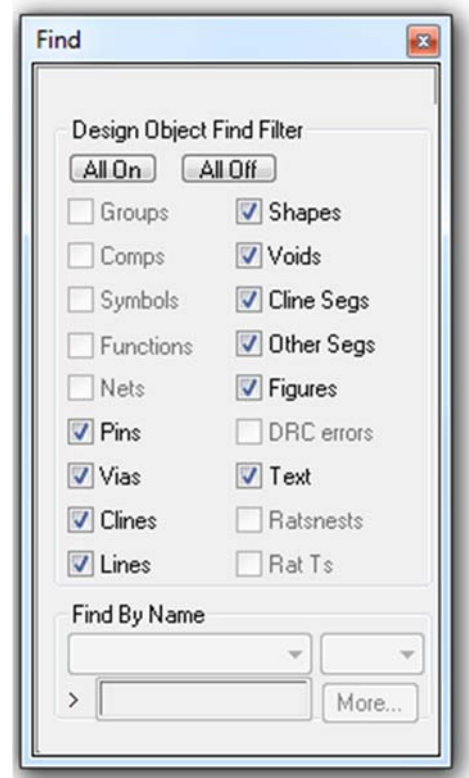 Find
Design Object Find Filter
All On All Off
Groups Shapes
Comps Voids
Symbols Cline Segs
Functions Other Segs
Nets Figures
Pins DRC errors
Vias Text
Clines Ratsnests
Lines Rat Ts
Find By Name
>
More...